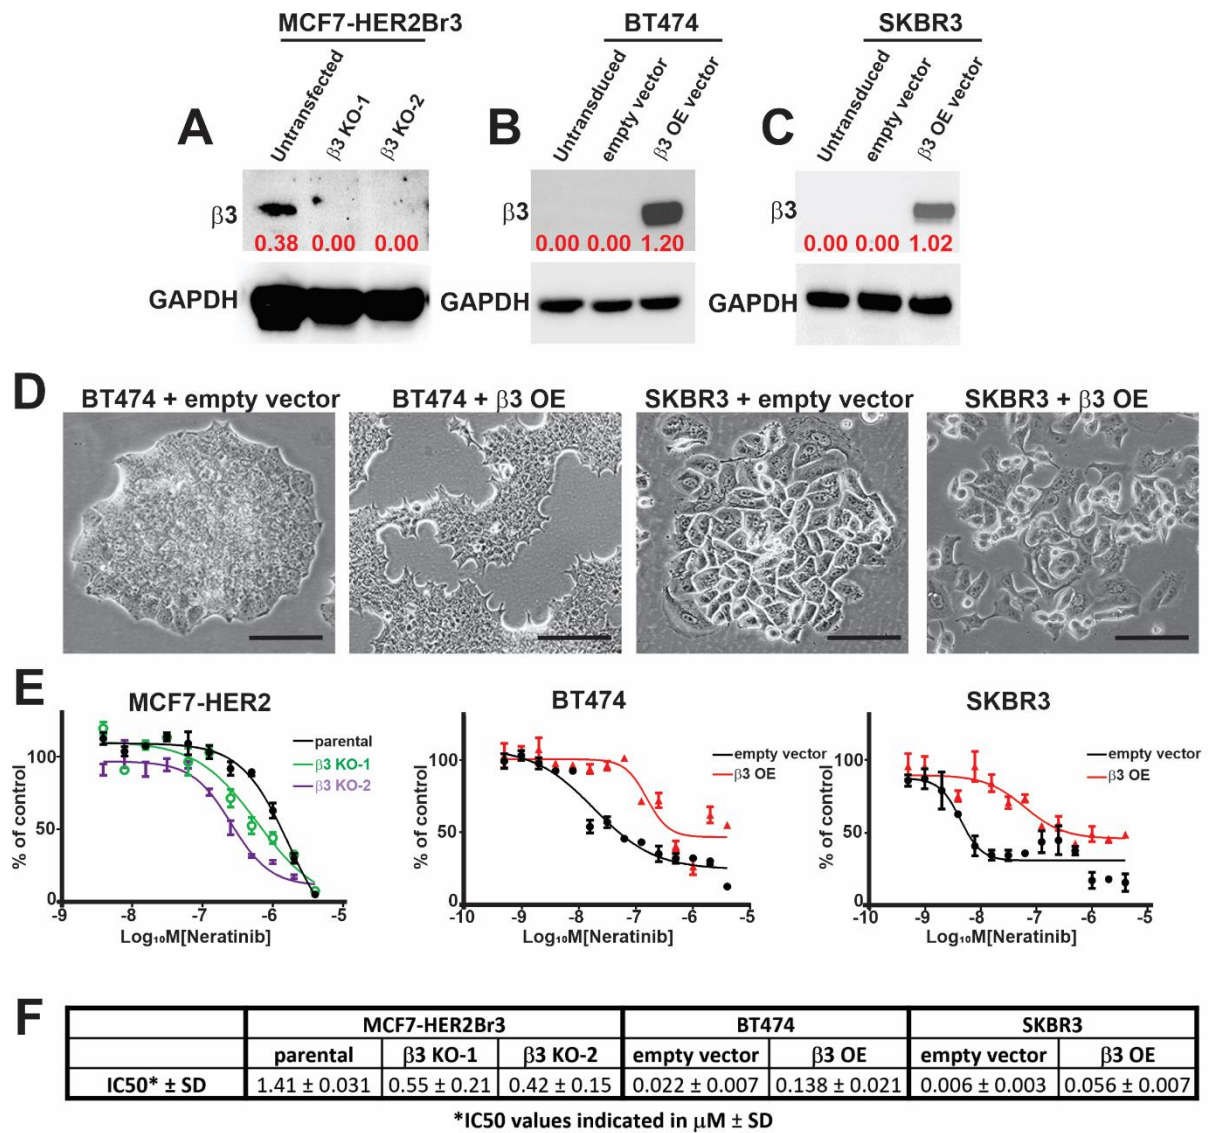 MCF7-HER2Br3
BT474
SKBR3
A
Untransfected
β3 KO-1
β3 KO-2
B
Untransduced
empty vector
β3 OE vector
C
Untransduced
empty vector
β3 OE vector
β3
0.38 0.00 0.00
β3
0.00 0.00 1.20
β3
0.00 0.00 1.02
GAPDH
GAPDH
GAPDH
D
BT474 + empty vector
BT474 + β3 OE
SKBR3 + empty vector
SKBR3 + β3 OE
E
MCF7-HER2
% of control
100
50
0
parental
β3 KO-1
β3 KO-2
-9 -8 -7 -6 -5
Log₁₀M[Neratinib]
BT474
% of control
100
50
0
empty vector
β3 OE
-10 -9 -8 -7 -6 -5
Log₁₀M[Neratinib]
SKBR3
% of control
100
50
0
empty vector
β3 OE
-10 -9 -8 -7 -6 -5
Log₁₀M[Neratinib]
F
MCF7-HER2Br3 BT474 SKBR3
parental β3 KO-1 β3 KO-2 empty vector β3 OE empty vector β3 OE
IC50* ± SD 1.41 ± 0.031 0.55 ± 0.21 0.42 ± 0.15 0.022 ± 0.007 0.138 ± 0.021 0.006 ± 0.003 0.056 ± 0.007
*IC50 values indicated in μM ± SD